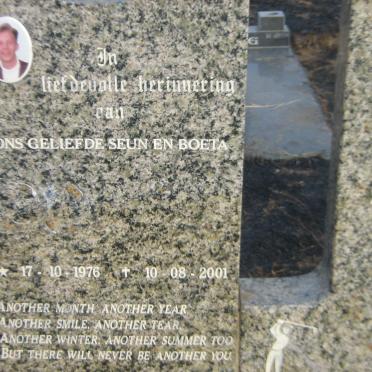 In
liefdevolle herinnering
van
ONS GELIEFDE SEUN EN BOETA
★ 17-10-1976 ✝ 10-08-2001
ANOTHER MONTH, ANOTHER YEAR
ANOTHER SMILE, ANOTHER TEAR,
ANOTHER WINTER, ANOTHER SUMMER TOO
BUT THERE WILL NEVER BE ANOTHER YOU